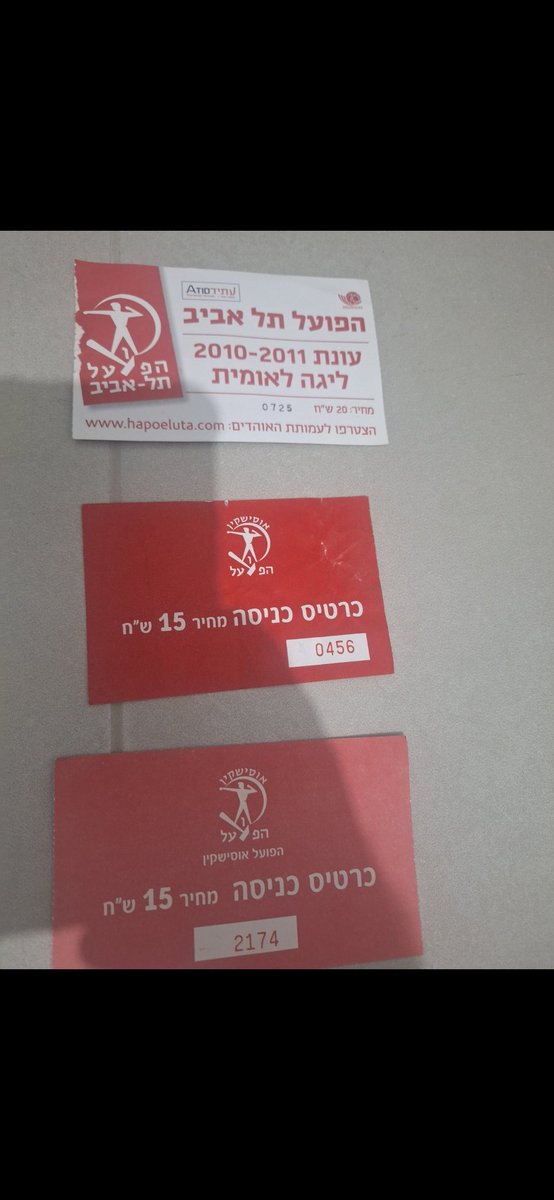 עתידATID
הפועל תל אביב
עונת 2010-2011
ליגה לאומית
מחיר: 20 ש"ח 0725
הצטרפו לעמותת האוהדים: www.hapoeluta.com
הפועל
תל-אביב
אוסישקין
הפועל
כרטיס כניסה מחיר 15 ש"ח
0456
אוסישקין
הפועל
הפועל אוסישקין
כרטיס כניסה מחיר 15 ש"ח
2174